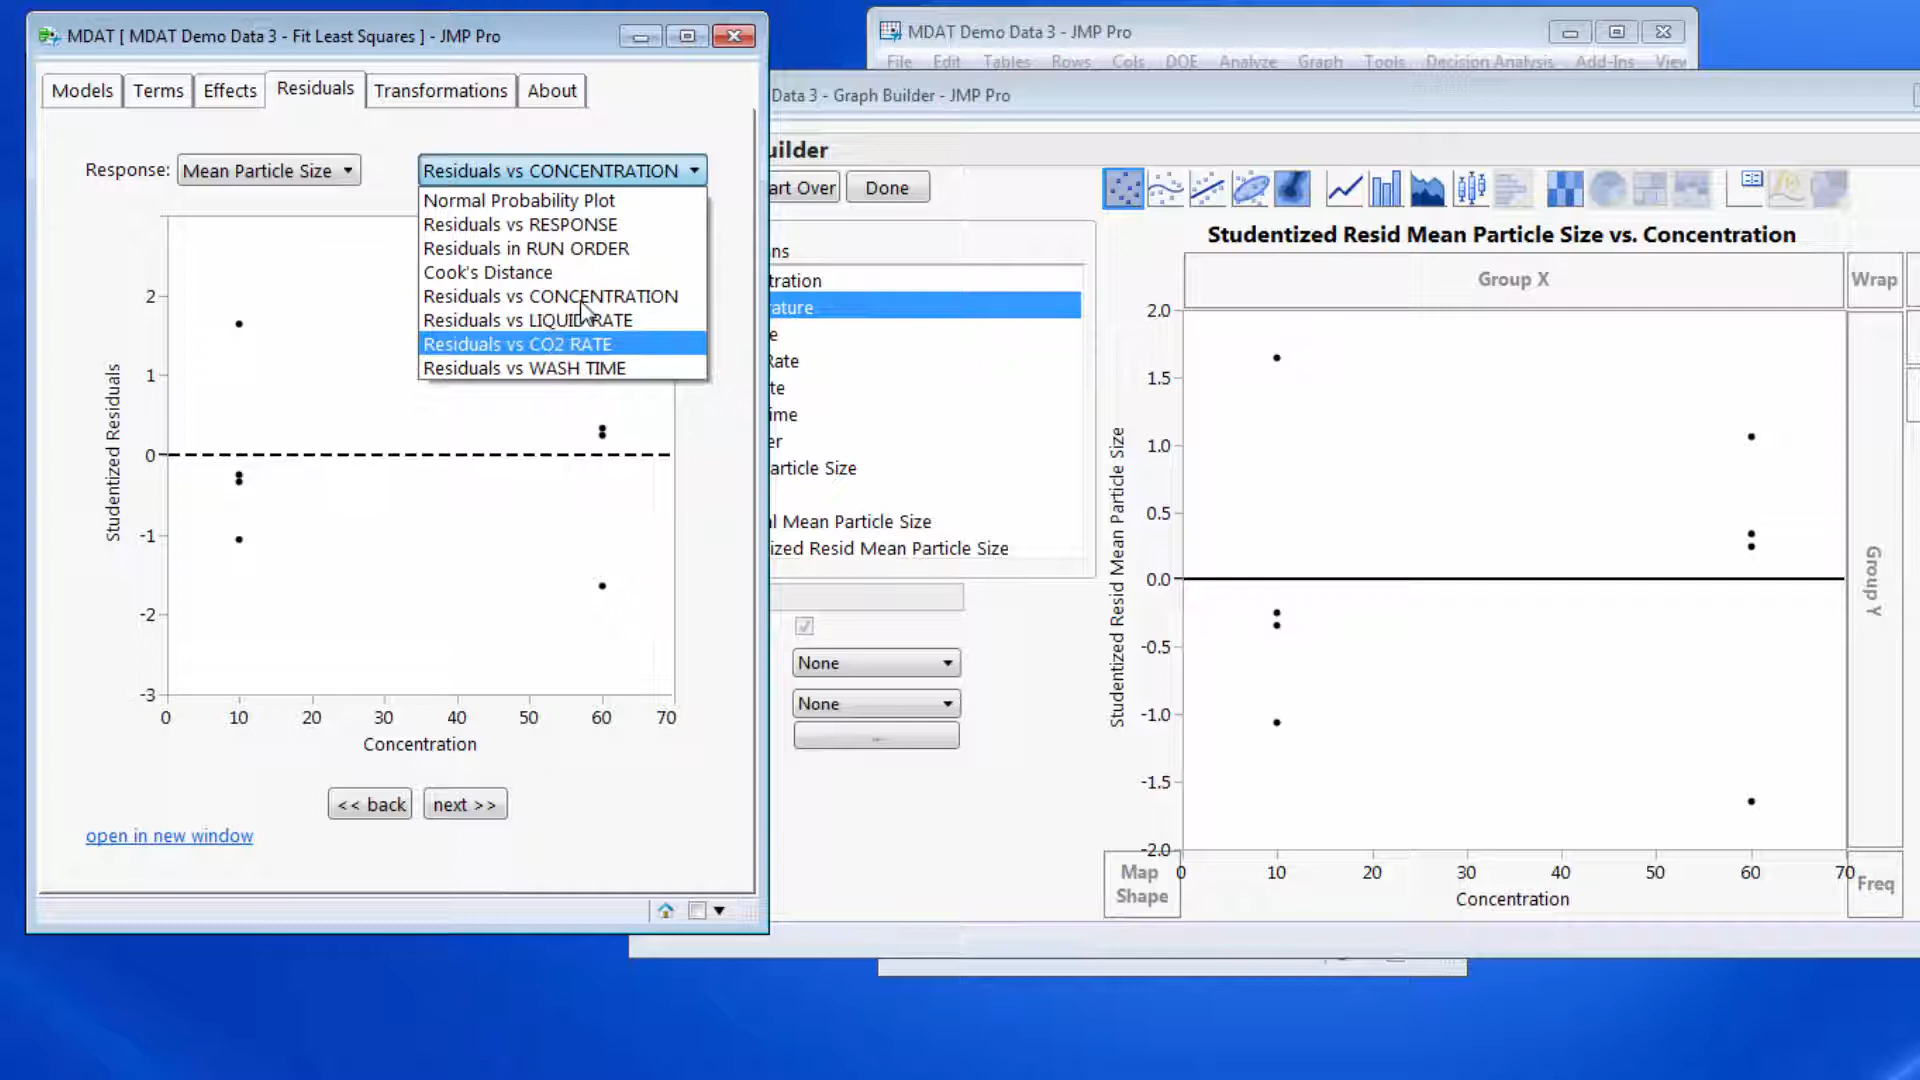 MDAT [ MDAT Demo Data 3 - Fit Least Squares ] - JMP Pro
Models Terms Effects Residuals Transformations About
Response: Mean Particle Size Residuals vs CONCENTRATION
Normal Probability Plot
Residuals vs RESPONSE
Residuals in RUN ORDER
Cook's Distance
Residuals vs CONCENTRATION
Residuals vs LIQUID RATE
Residuals vs CO2 RATE
Residuals vs WASH TIME
2
1
0
-1
-2
-3
Studentized Residuals
0 10 20 30 40 50 60 70
Concentration
<< back next >>
open in new window
MDAT Demo Data 3 - JMP Pro
File Edit Tables Rows Cols DOE Analyze Graph Tools Decision Analysis Add-Ins View
Data 3 - Graph Builder - JMP Pro
uilder
art Over Done
ns
tration
ature
e
Rate
te
ime
er
article Size
l Mean Particle Size
ized Resid Mean Particle Size
None
None
Studentized Resid Mean Particle Size vs. Concentration
Group X
Wrap
2.0
1.5
1.0
0.5
0.0
-0.5
-1.0
-1.5
-2.0
Studentized Resid Mean Particle Size
Group Y
Map
Shape
0 10 20 30 40 50 60 70
Freq
Concentration